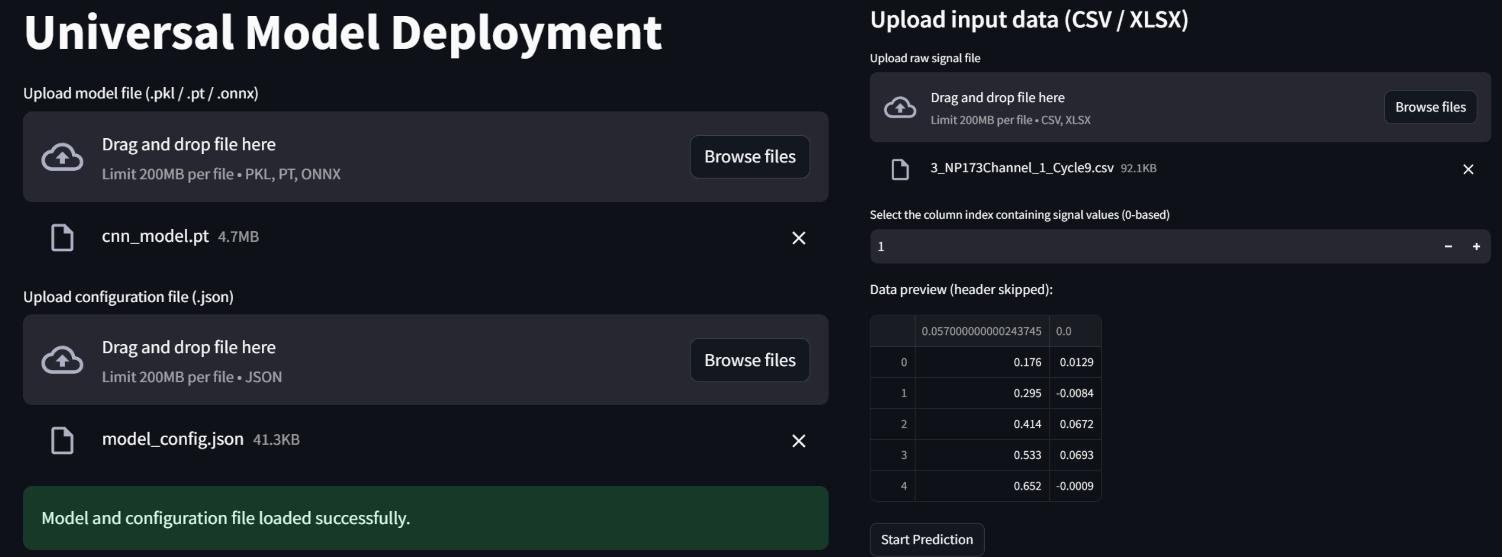 Universal Model Deployment
Upload model file (.pkl / .pt / .onnx)
Drag and drop file here
Limit 200MB per file • PKL, PT, ONNX
Browse files
cnn_model.pt 4.7MB
Upload configuration file (.json)
Drag and drop file here
Limit 200MB per file • JSON
Browse files
model_config.json 41.3KB
Model and configuration file loaded successfully.
Upload input data (CSV / XLSX)
Upload raw signal file
Drag and drop file here
Limit 200MB per file • CSV, XLSX
Browse files
3_NP173Channel_1_Cycle9.csv 92.1KB
Select the column index containing signal values (0-based)
1
Data preview (header skipped):
0.057000000000243745 0.0
0 0.176 0.0129
1 0.295 -0.0084
2 0.414 0.0672
3 0.533 0.0693
4 0.652 -0.0009
Start Prediction